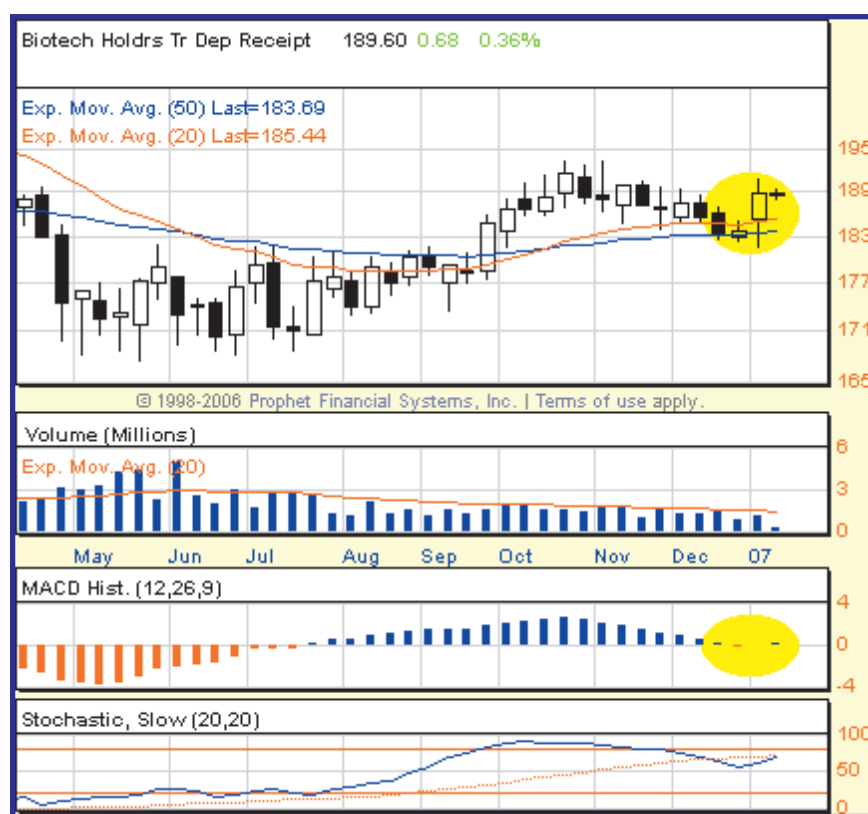 Biotech Holdrs Tr Dep Receipt 189.60 0.68 0.36%
Exp. Mov. Avg. (50) Last=183.69
Exp. Mov. Avg. (20) Last=185.44
195
189
183
177
171
165
© 1998-2006 Prophet Financial Systems, Inc. | Terms of use apply.
Volume (Millions)
Exp. Mov. Avg. (20)
6
3
0
May Jun Jul Aug Sep Oct Nov Dec 07
MACD Hist. (12,26,9)
4
0
-4
Stochastic, Slow (20,20)
100
50
0